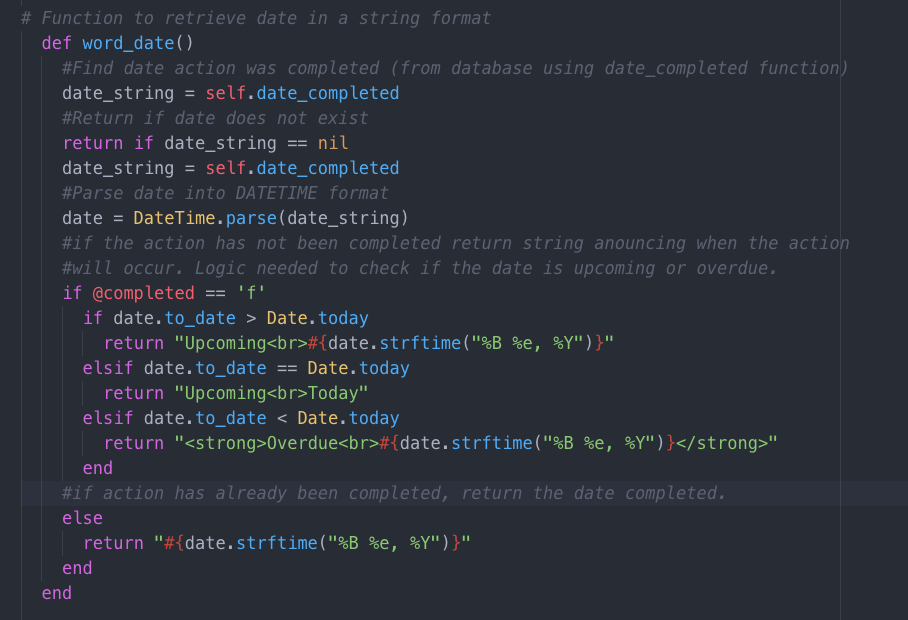 # Function to retrieve date in a string format
def word_date()
#Find date action was completed (from database using date_completed function)
date_string = self.date_completed
#Return if date does not exist
return if date_string == nil
date_string = self.date_completed
#Parse date into DATETIME format
date = DateTime.parse(date_string)
#if the action has not been completed return string anouncing when the action
#will occur. Logic needed to check if the date is upcoming or overdue.
if @completed == 'f'
if date.to_date > Date.today
return "Upcoming<br>#{date.strftime("%B %e, %Y")}"
elsif date.to_date == Date.today
return "Upcoming<br>Today"
elsif date.to_date < Date.today
return "<strong>Overdue<br>#{date.strftime("%B %e, %Y")}</strong>"
end
#if action has already been completed, return the date completed.
else
return "#{date.strftime("%B %e, %Y")}"
end
end